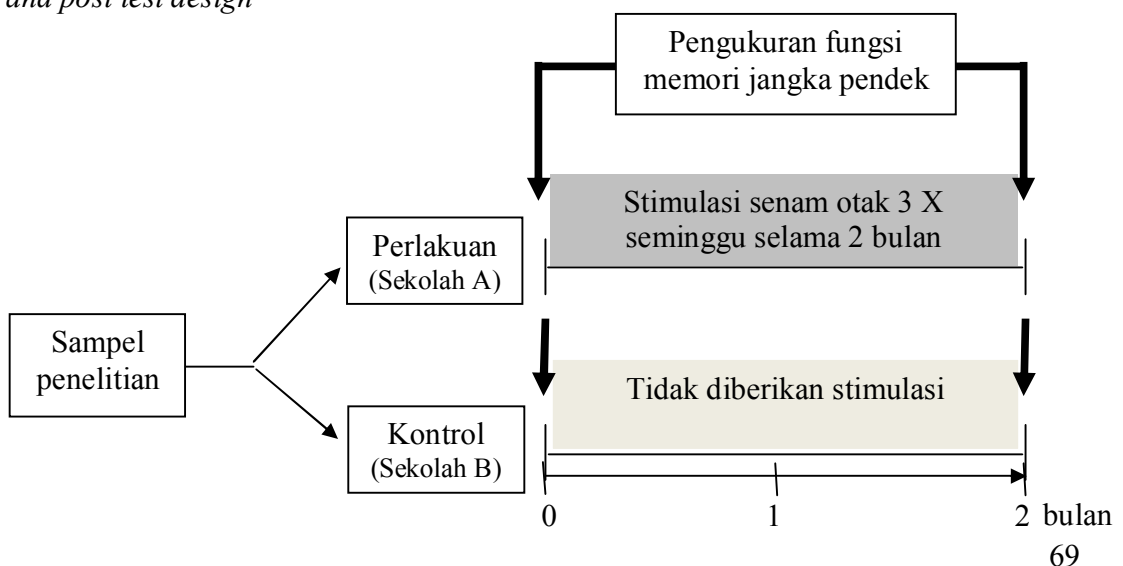 and post test design
Pengukuran fungsi
memori jangka pendek
Stimulasi senam otak 3 X
seminggu selama 2 bulan
Perlakuan
(Sekolah A)
Sampel
penelitian
Tidak diberikan stimulasi
Kontrol
(Sekolah B)
0 1 2 bulan
69